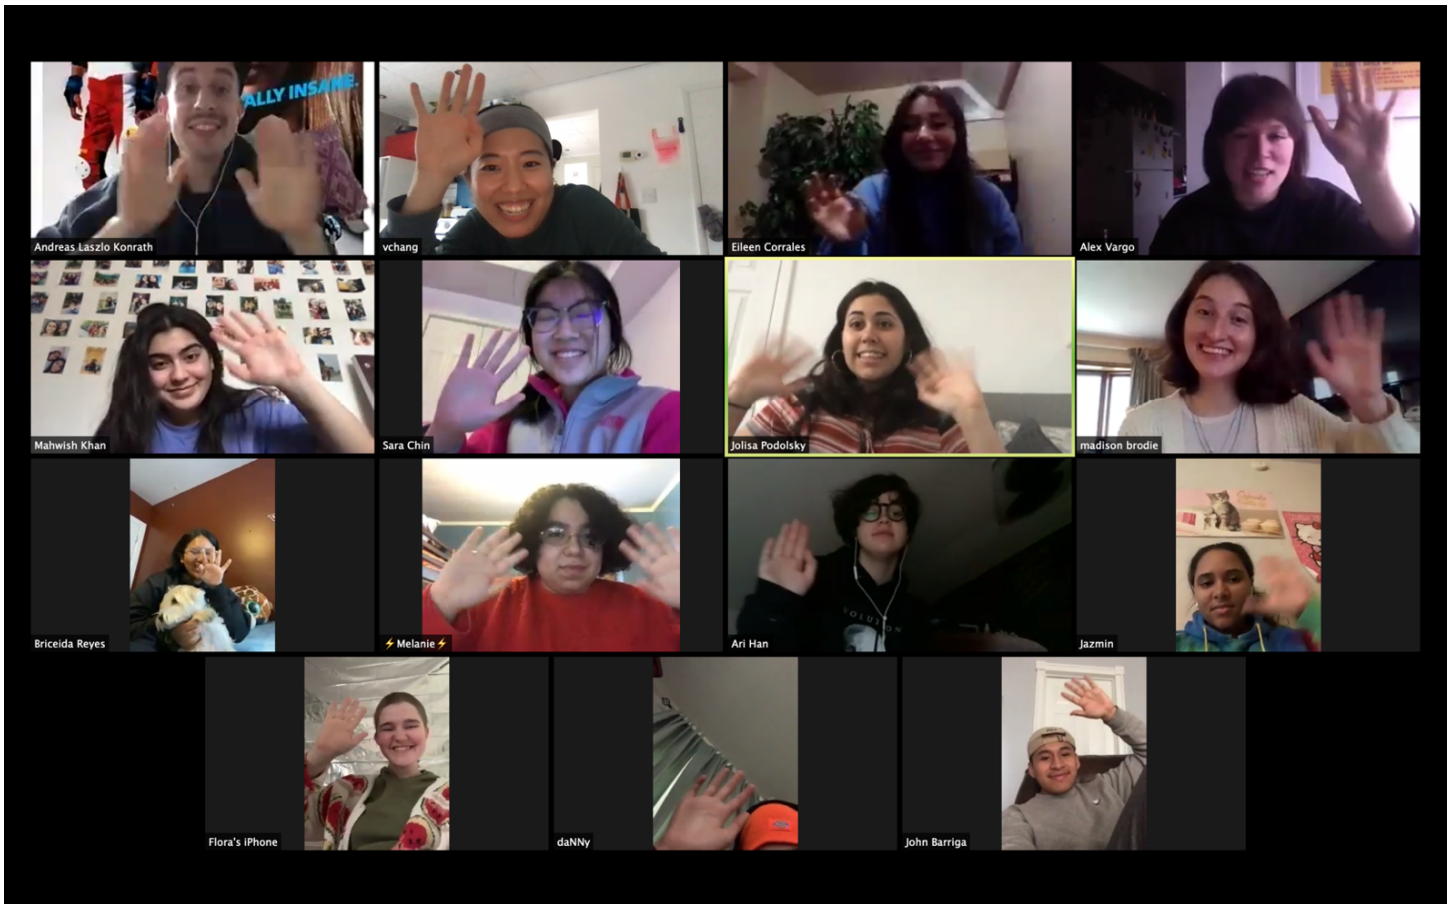 ALLY INSANE.
Andreas Laszlo Konrath
vchang
Eileen Corrales
Alex Vargo
Mahwish Khan
Sara Chin
Jolisa Podolsky
madison brodie
Briceida Reyes
⚡Melanie⚡
OLUTION
Ari Han
Jazmin
Flora's iPhone
daNNy
John Barriga